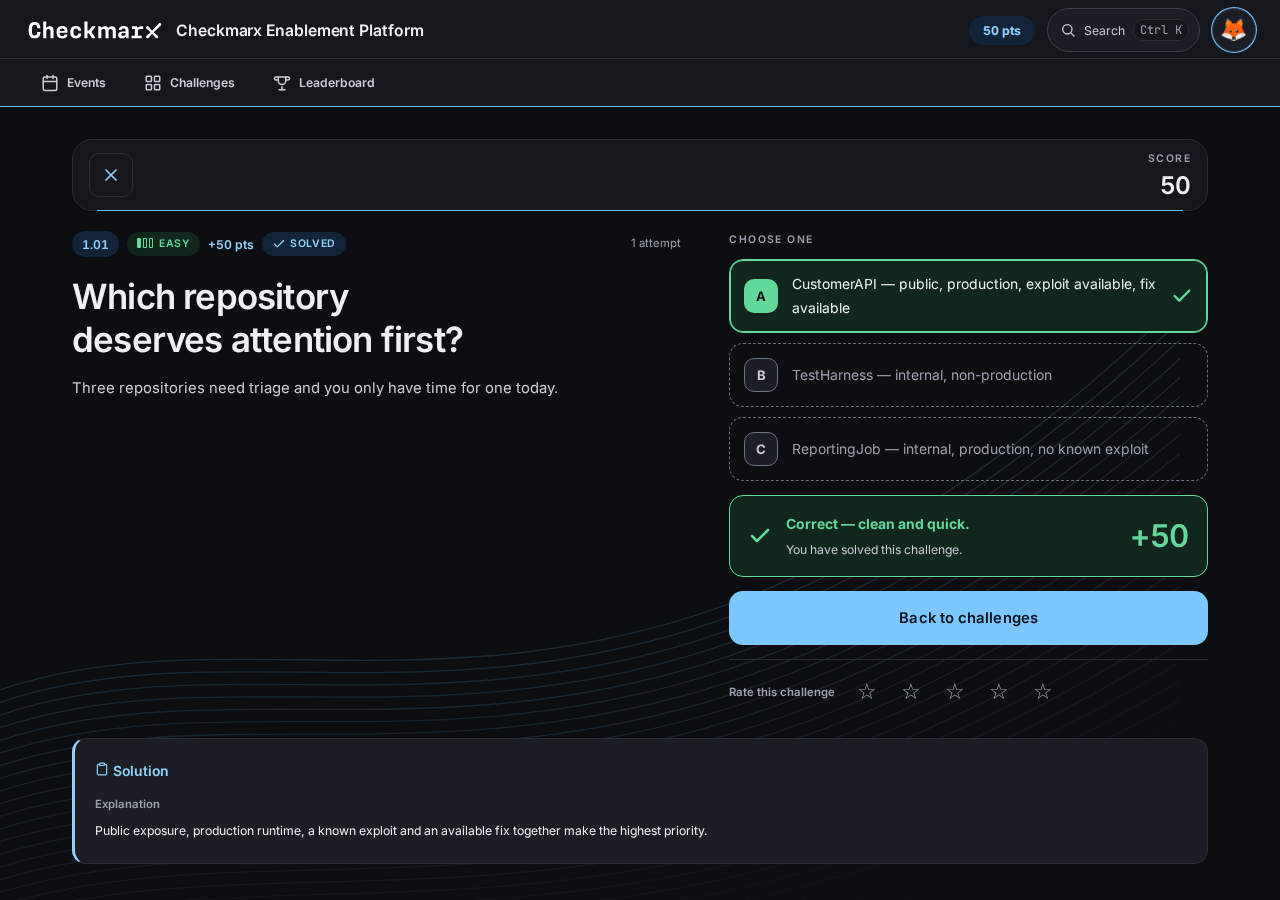 Checkmarx
Checkmarx Enablement Platform
50 pts
Search
Ctrl K
Events
Challenges
Leaderboard
SCORE
50
1.01
EASY
+50 pts
SOLVED
1 attempt
Which repository
deserves attention first?
Three repositories need triage and you only have time for one today.
CHOOSE ONE
A
CustomerAPI — public, production, exploit available, fix
available
B
TestHarness — internal, non-production
C
ReportingJob — internal, production, no known exploit
Correct — clean and quick.
You have solved this challenge.
+50
Back to challenges
Rate this challenge
Solution
Explanation
Public exposure, production runtime, a known exploit and an available fix together make the highest priority.